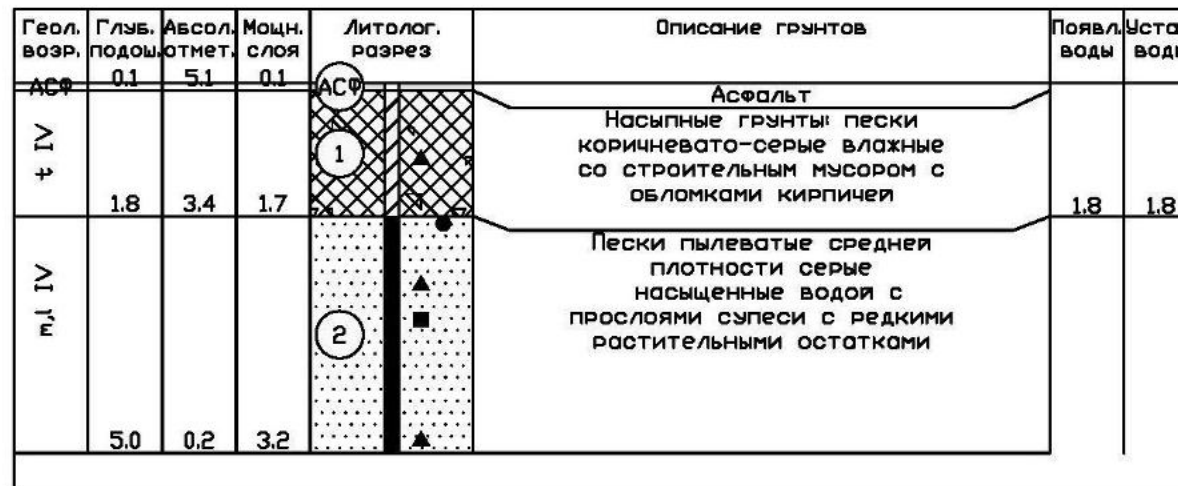 Геол. возр.
Глуб. подош.
Абсол. отмет.
Мощн. слоя
Литолог. разрез
Описание грунтов
Появл. воды
Уста
воды
АСФ 0.1 5.1 0.1 АСФ Асфальт
t IV 1.8 3.4 1.7 1
Насыпные грунты: пески
коричневато-серые влажные
со строительным мусором с
обломками кирпичей
1.8 1.8
m,l IV 5.0 0.2 3.2 2
Пески пылеватые средней
плотности серые
насыщенные водой с
прослоями супеси с редкими
растительными остатками